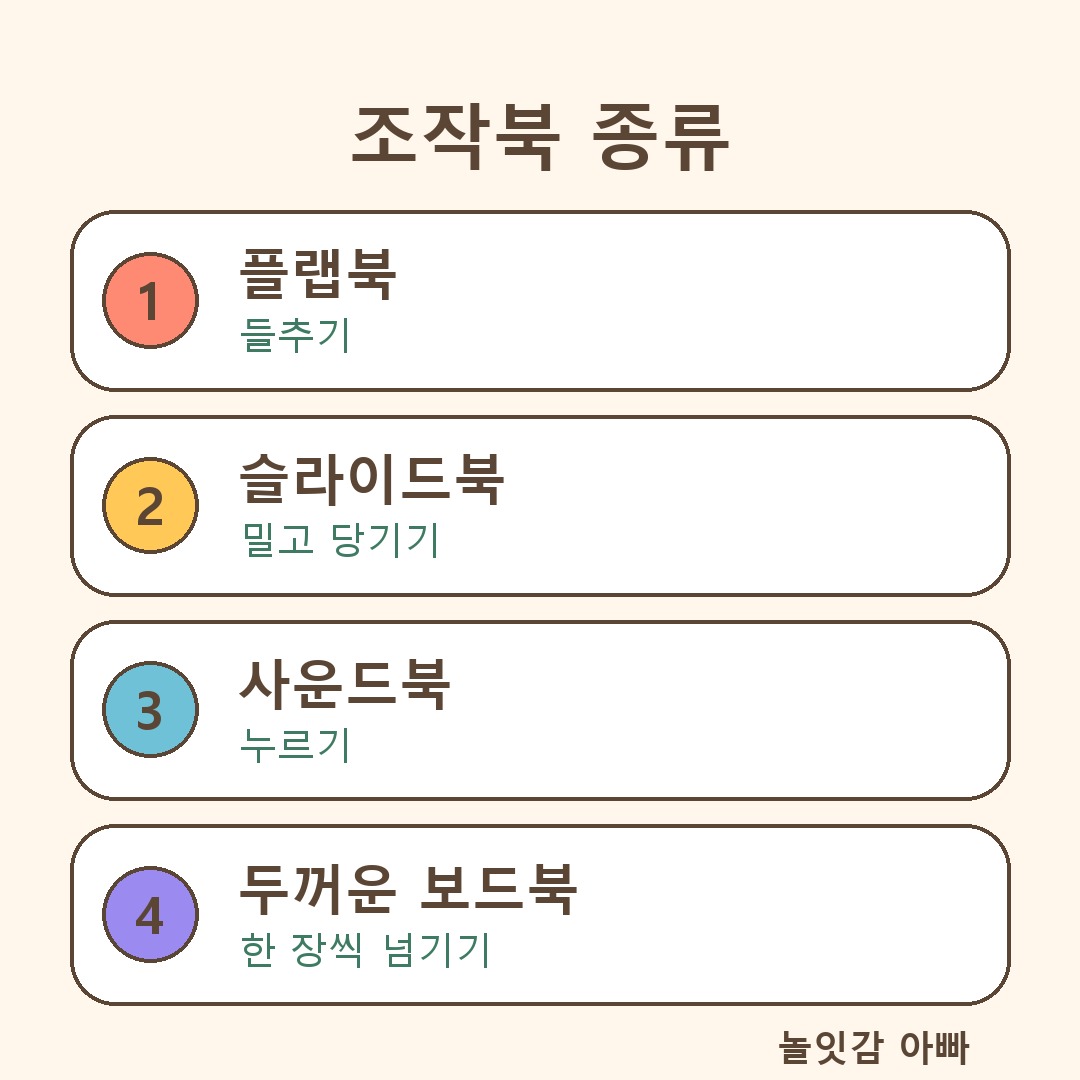 조작북 종류
1
플랩북
들추기
2
슬라이드북
밀고 당기기
3
사운드북
누르기
4
두꺼운 보드북
한 장씩 넘기기
놀잇감 아빠